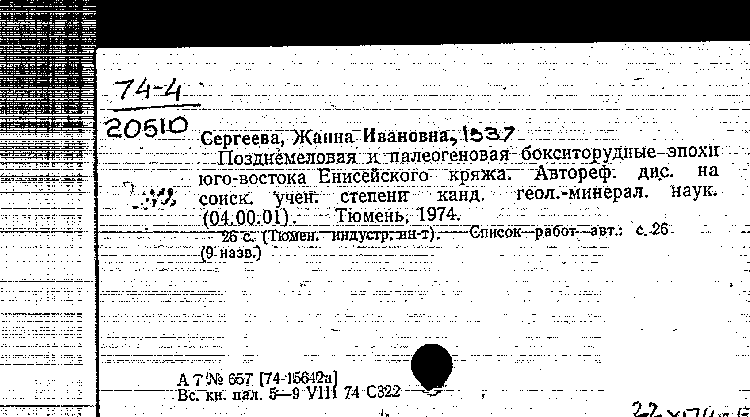 74-4
20510
Сергеева, Жанна Ивановна, 1937
Позднемеловая и палеогеновая бокситорудные эпохи
юго-востока Енисейского кряжа. Автореф. дис. на
соиск. учен. степени канд. геол.-минерал. наук.
(04.00.01). Тюмень, 1974.
26 с. (Тюмен. индустр. ин-т). Список работ авт.: с. 26
(9 назв.)
А 7 № 657 [74-15642а]
Вс. кн. пал. 5—9 VIII 74 С322